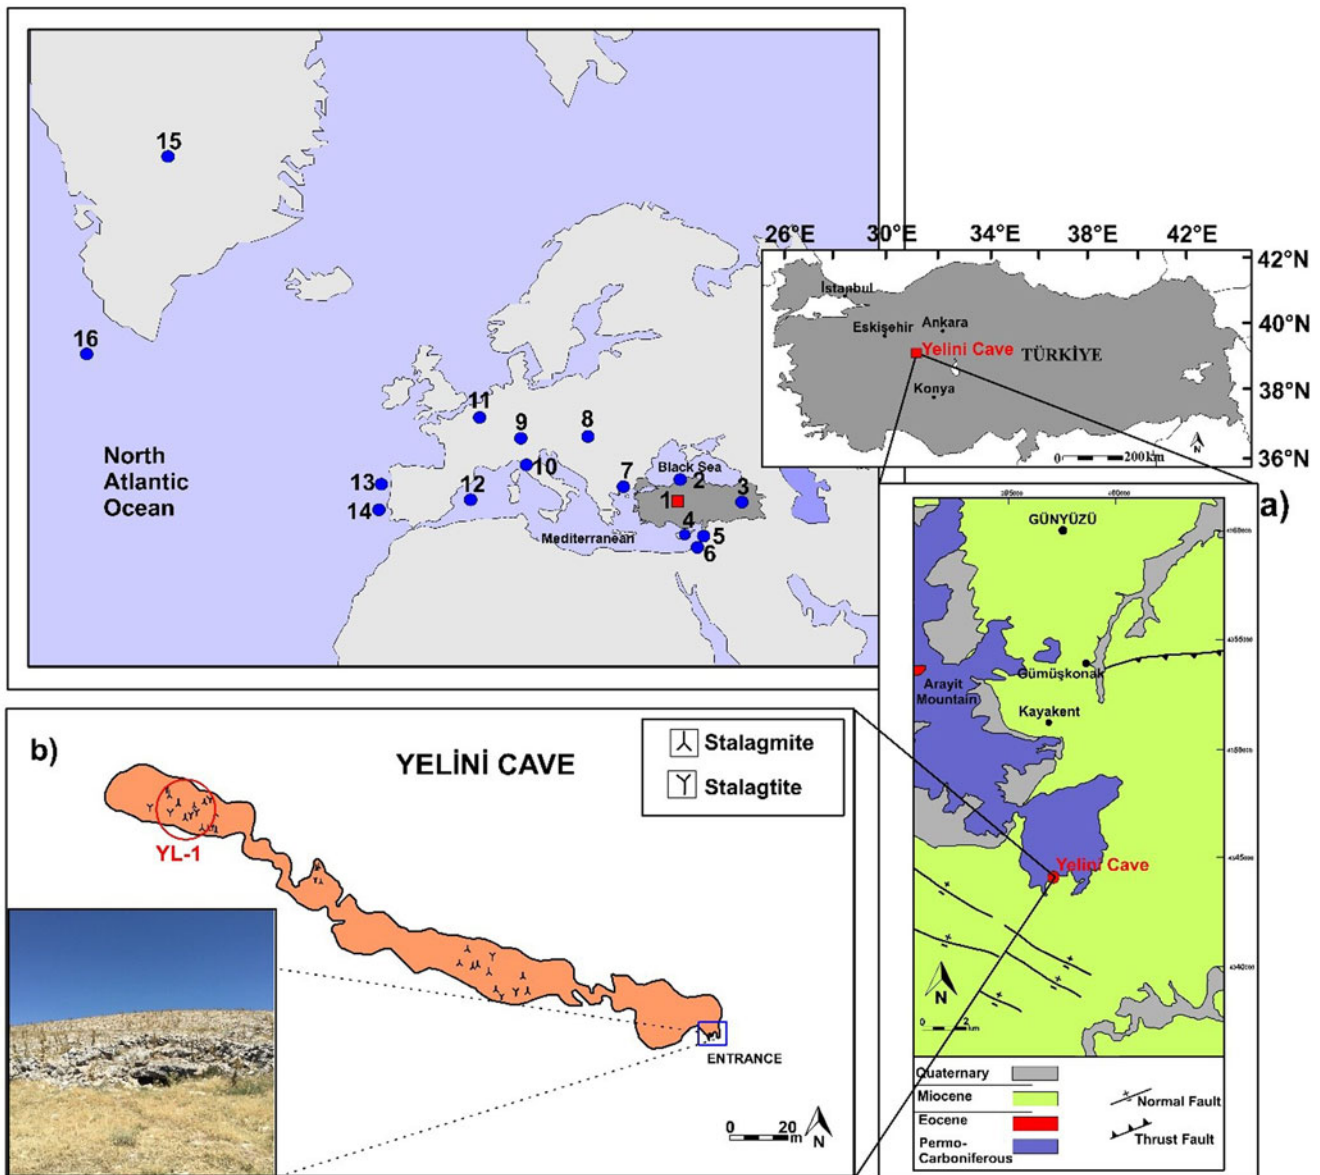 15
16
11
9
8
10
7
Black Sea
2
13
12
1
3
14
4
5
Mediterranean
6
North
Atlantic
Ocean
26°E 30°E 34°E 38°E 42°E
42°N
İstanbul
40°N
Eskişehir
Ankara
Yelini Cave
TÜRKİYE
38°N
Konya
N
0 200km
36°N
a)
GÜNYÜZÜ
Gümüşkonak
Arayit
Mountain
Kayakent
Yelini Cave
N
0 2
km
Quaternary
Miocene
Eocene
Permo-
Carboniferous
Normal Fault
Thrust Fault
b)
YELİNİ CAVE
Stalagmite
Stalagtite
YL-1
ENTRANCE
0 20
m
N